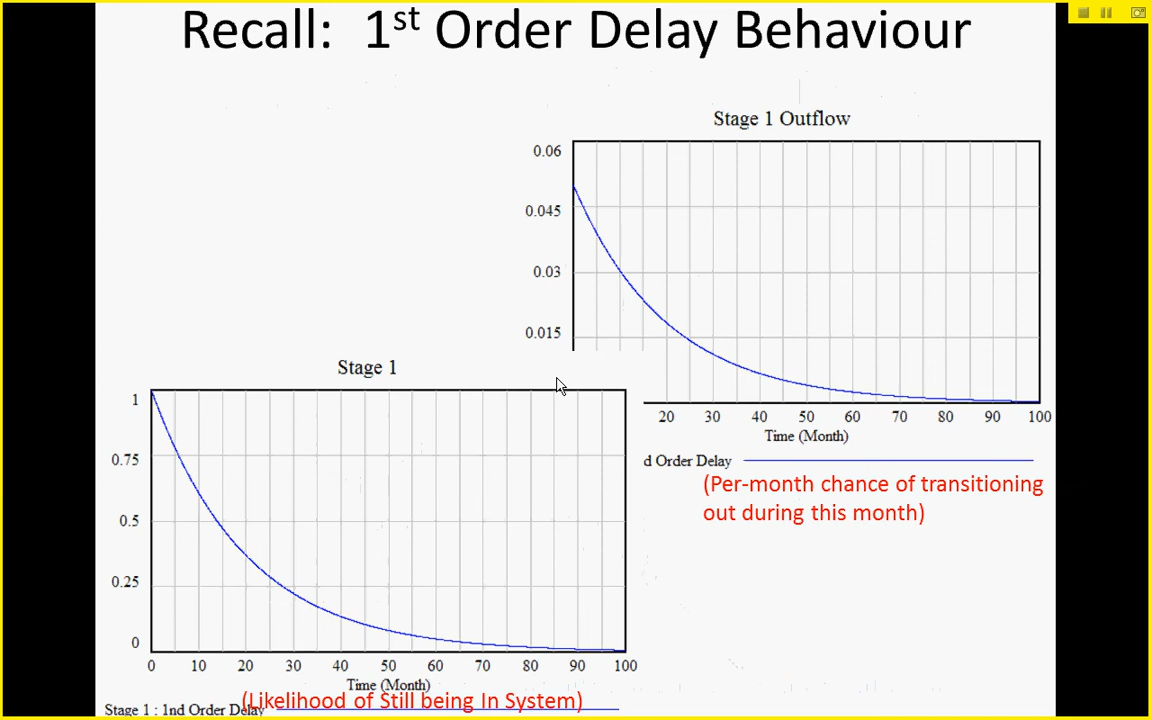 Recall: 1st Order Delay Behaviour
Stage 1 Outflow
0.06
0.045
0.03
0.015
20 30 40 50 60 70 80 90 100
Time (Month)
d Order Delay
(Per-month chance of transitioning
out during this month)
Stage 1
1
0.75
0.5
0.25
0
0 10 20 30 40 50 60 70 80 90 100
Time (Month)
(Likelihood of Still being In System)
Stage 1 : 1nd Order Delay